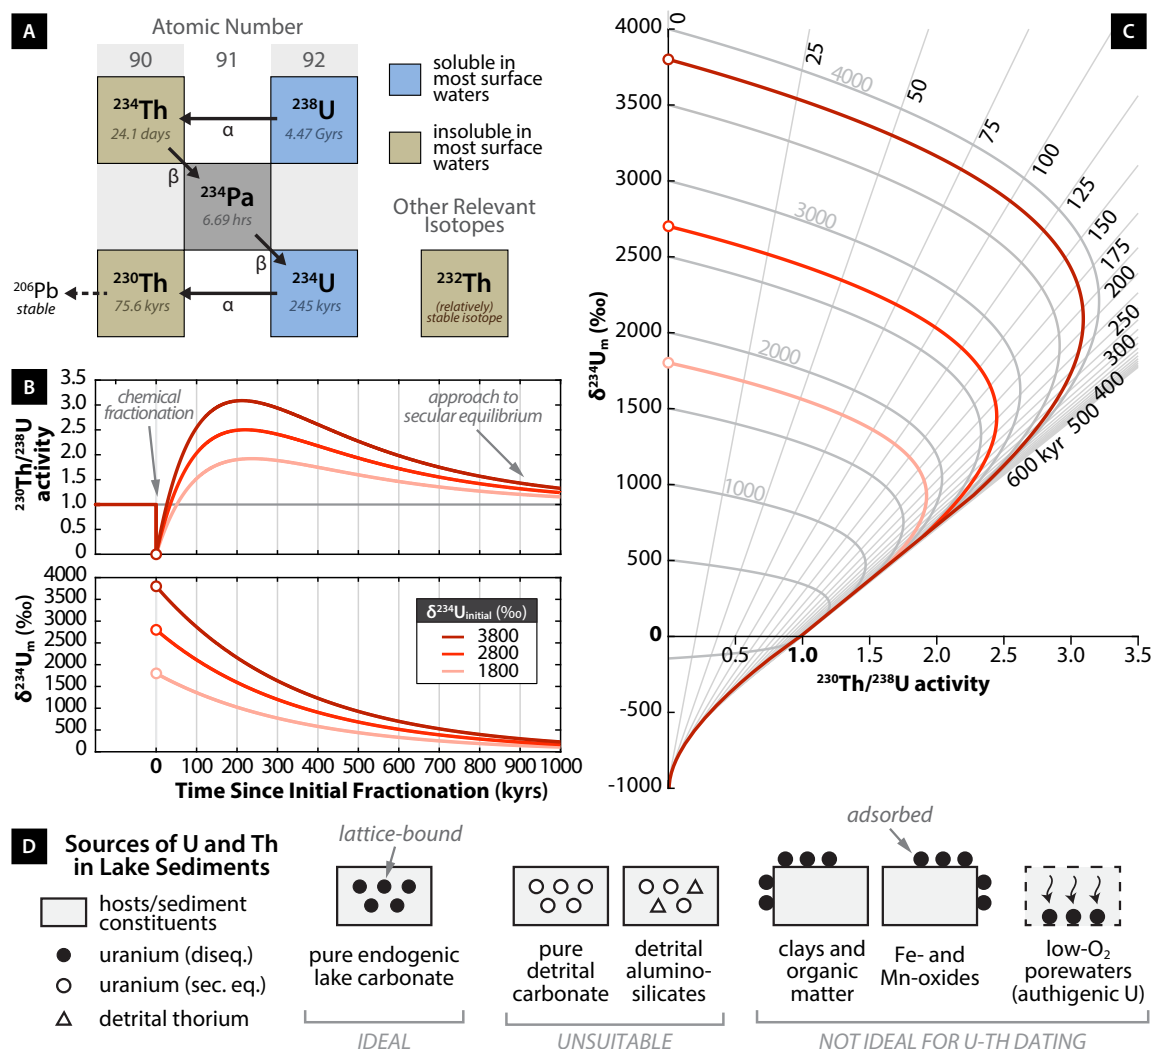 A
Atomic Number
90 91 92
²³⁴Th
24.1 days
²³⁸U
4.47 Gyrs
α
β
²³⁴Pa
6.69 hrs
β
²³⁰Th
75.6 kyrs
²³⁴U
245 kyrs
α
²⁰⁶Pb
stable
soluble in
most surface
waters
insoluble in
most surface
waters
Other Relevant
Isotopes
²³²Th
(relatively)
stable isotope
B
²³⁰Th/²³⁸U
activity
3.5
3.0
2.5
2.0
1.5
1.0
0.5
0
chemical
fractionation
approach to
secular equilibrium
δ²³⁴Uₘ (‰)
4000
3500
3000
2500
2000
1500
1000
500
0
δ²³⁴U_initial (‰)
3800
2800
1800
0 100 200 300 400 500 600 700 800 900 1000
Time Since Initial Fractionation (kyrs)
C
δ²³⁴Uₘ (‰)
4000
3500
3000
2500
2000
1500
1000
500
0
-500
-1000
0
25
50
75
100
125
150
175
200
250
300
400
500
600 kyr
4000
3000
2000
1000
0.5 1.0 1.5 2.0 2.5 3.0 3.5
²³⁰Th/²³⁸U activity
D
Sources of U and Th
in Lake Sediments
hosts/sediment
constituents
uranium (diseq.)
uranium (sec. eq.)
detrital thorium
lattice-bound
pure endogenic
lake carbonate
IDEAL
pure
detrital
carbonate
detrital
alumino-
silicates
UNSUITABLE
adsorbed
clays and
organic
matter
Fe- and
Mn-oxides
low-O₂
porewaters
(authigenic U)
NOT IDEAL FOR U-TH DATING